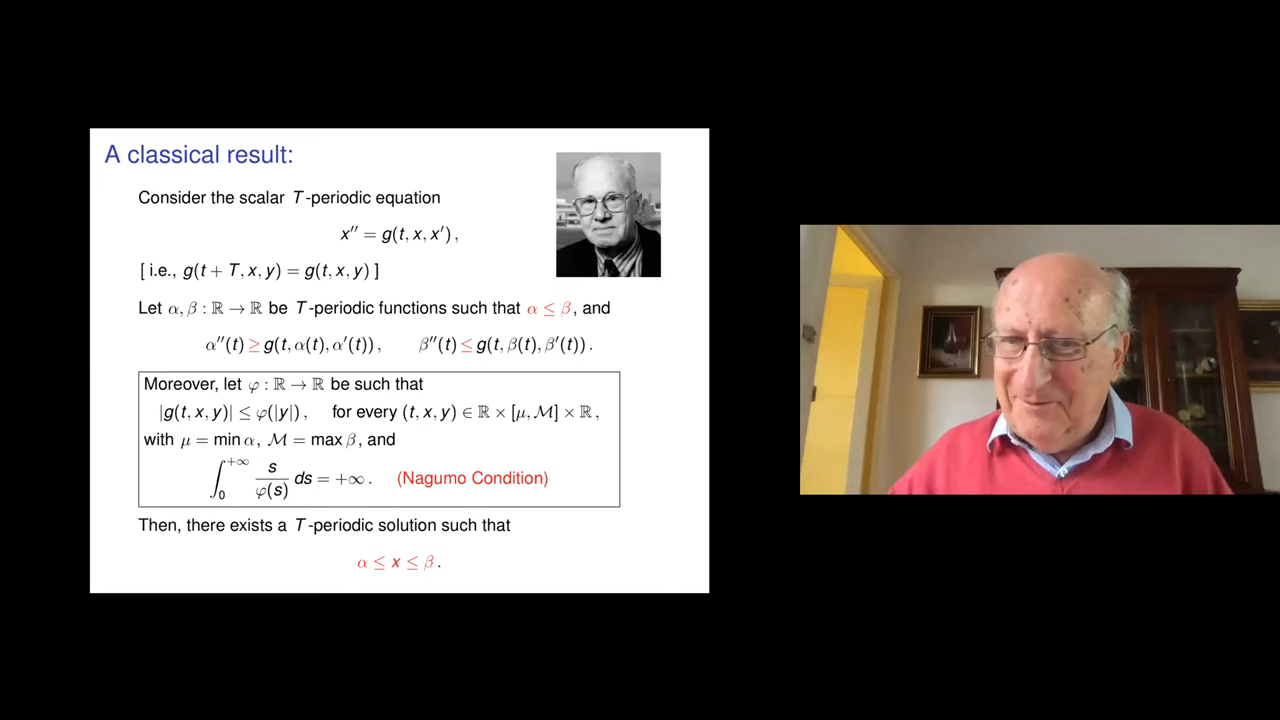 A classical result:
Consider the scalar T-periodic equation
x′′ = g(t, x, x′) ,
[ i.e., g(t + T, x, y) = g(t, x, y) ]
Let α, β : ℝ → ℝ be T-periodic functions such that α ≤ β, and
α′′(t) ≥ g(t, α(t), α′(t)) , β′′(t) ≤ g(t, β(t), β′(t)) .
Moreover, let φ : ℝ → ℝ be such that
|g(t, x, y)| ≤ φ(|y|) , for every (t, x, y) ∈ ℝ × [μ, ℳ] × ℝ ,
with μ = min α, ℳ = max β, and
∫₀^{+∞} s/φ(s) ds = +∞ . (Nagumo Condition)
Then, there exists a T-periodic solution such that
α ≤ x ≤ β .